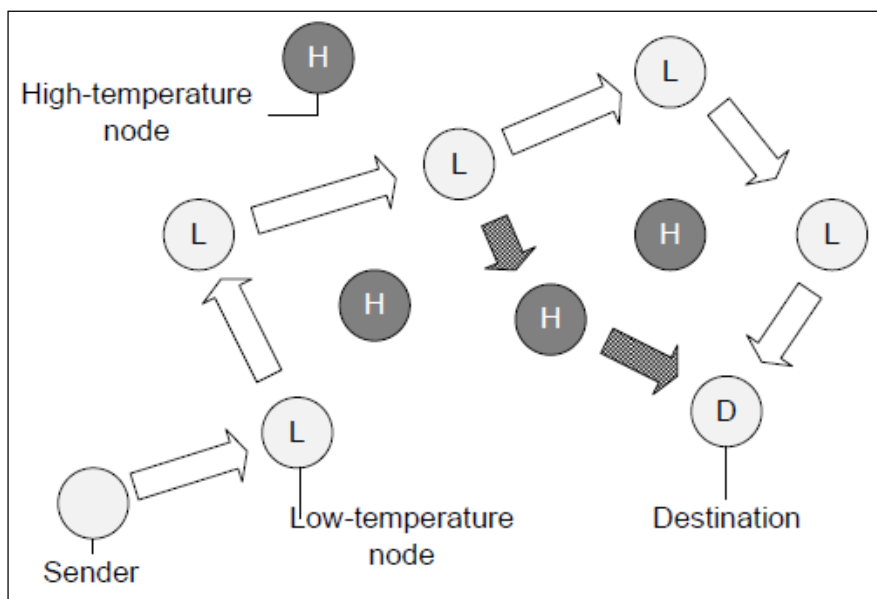 H
L
High-temperature
node
L
L
H
L
H
H
D
L
Low-temperature
node
Destination
Sender